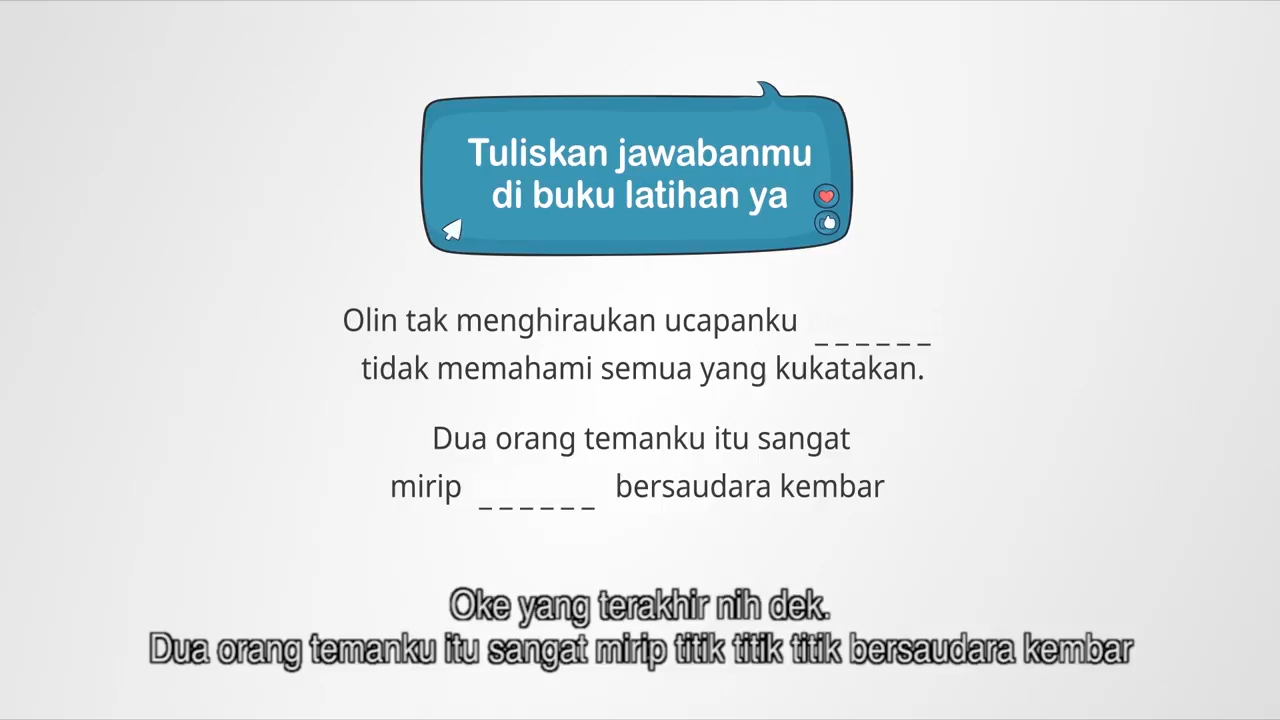 Tuliskan jawabanmu
di buku latihan ya
Olin tak menghiraukan ucapanku _ _ _ _ _ _
tidak memahami semua yang kukatakan.
Dua orang temanku itu sangat
mirip _ _ _ _ _ _ bersaudara kembar
Oke yang terakhir nih dek.
Dua orang temanku itu sangat mirip titik titik titik bersaudara kembar